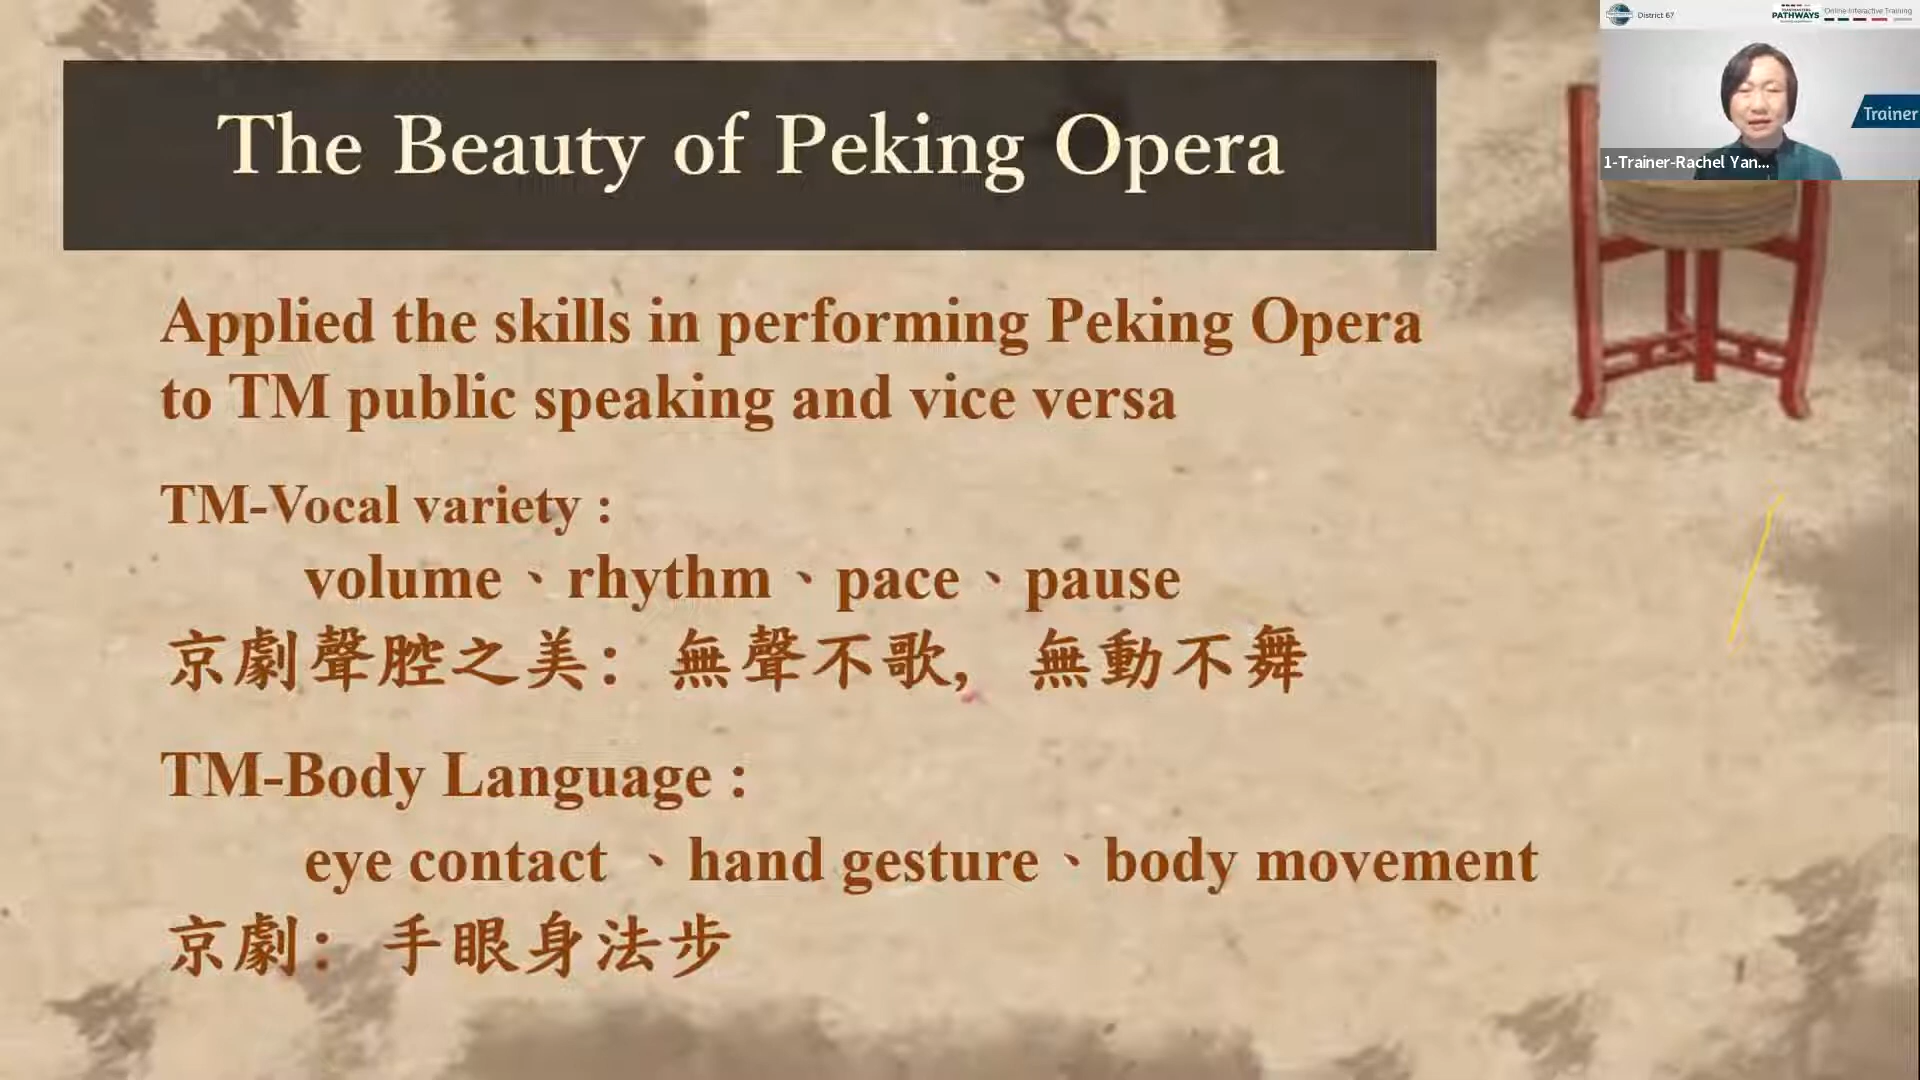 District 67
PATHWAYS
Online Interactive Training
Trainer
1-Trainer-Rachel Yan...
The Beauty of Peking Opera
Applied the skills in performing Peking Opera
to TM public speaking and vice versa
TM-Vocal variety :
volume、rhythm、pace、pause
京劇聲腔之美：無聲不歌，無動不舞
TM-Body Language :
eye contact 、hand gesture、body movement
京劇：手眼身法步